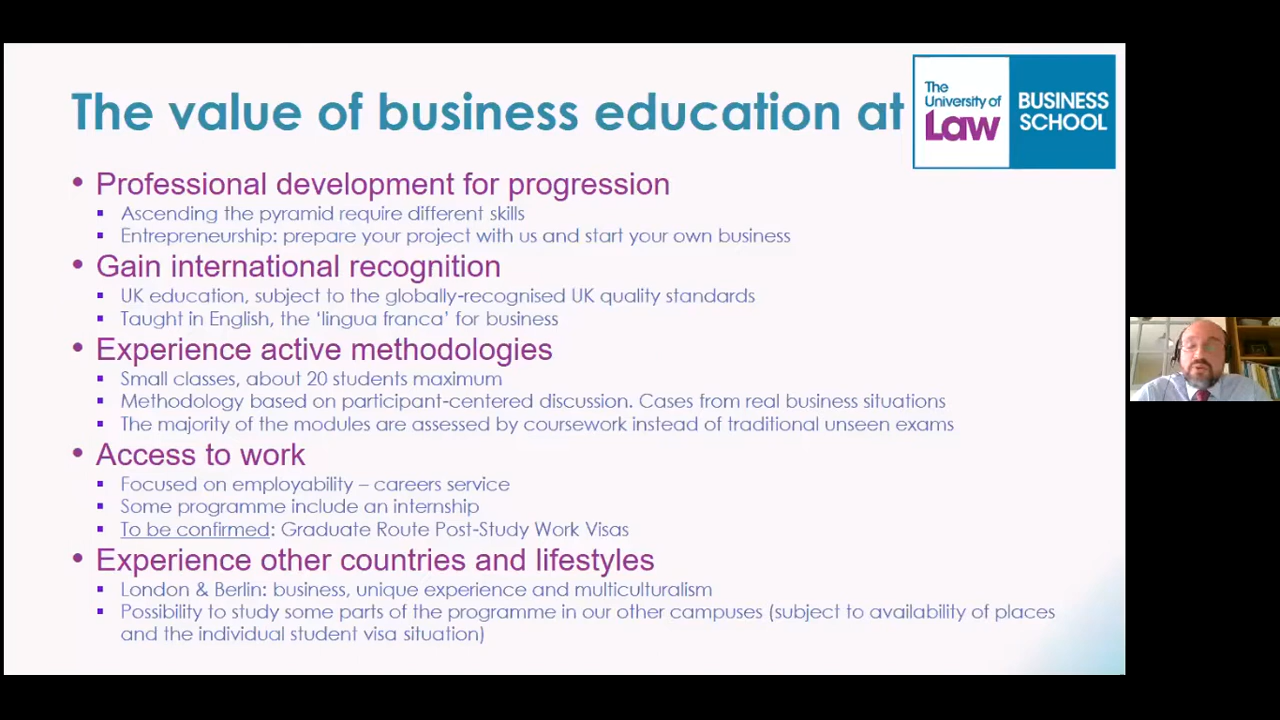 The value of business education at
The
University of
Law
BUSINESS
SCHOOL
• Professional development for progression
▪ Ascending the pyramid require different skills
▪ Entrepreneurship: prepare your project with us and start your own business
• Gain international recognition
▪ UK education, subject to the globally-recognised UK quality standards
▪ Taught in English, the ‘lingua franca’ for business
• Experience active methodologies
▪ Small classes, about 20 students maximum
▪ Methodology based on participant-centered discussion. Cases from real business situations
▪ The majority of the modules are assessed by coursework instead of traditional unseen exams
• Access to work
▪ Focused on employability – careers service
▪ Some programme include an internship
▪ To be confirmed: Graduate Route Post-Study Work Visas
• Experience other countries and lifestyles
▪ London & Berlin: business, unique experience and multiculturalism
▪ Possibility to study some parts of the programme in our other campuses (subject to availability of places
and the individual student visa situation)